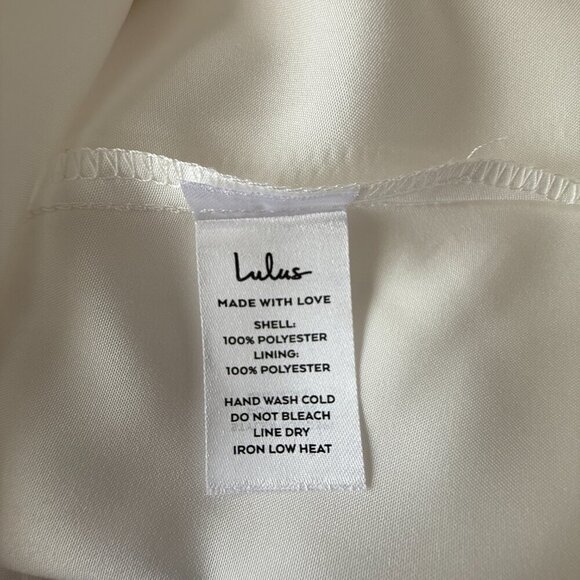 Lulus
MADE WITH LOVE
SHELL:
100% POLYESTER
LINING:
100% POLYESTER
HAND WASH COLD
DO NOT BLEACH
LINE DRY
IRON LOW HEAT